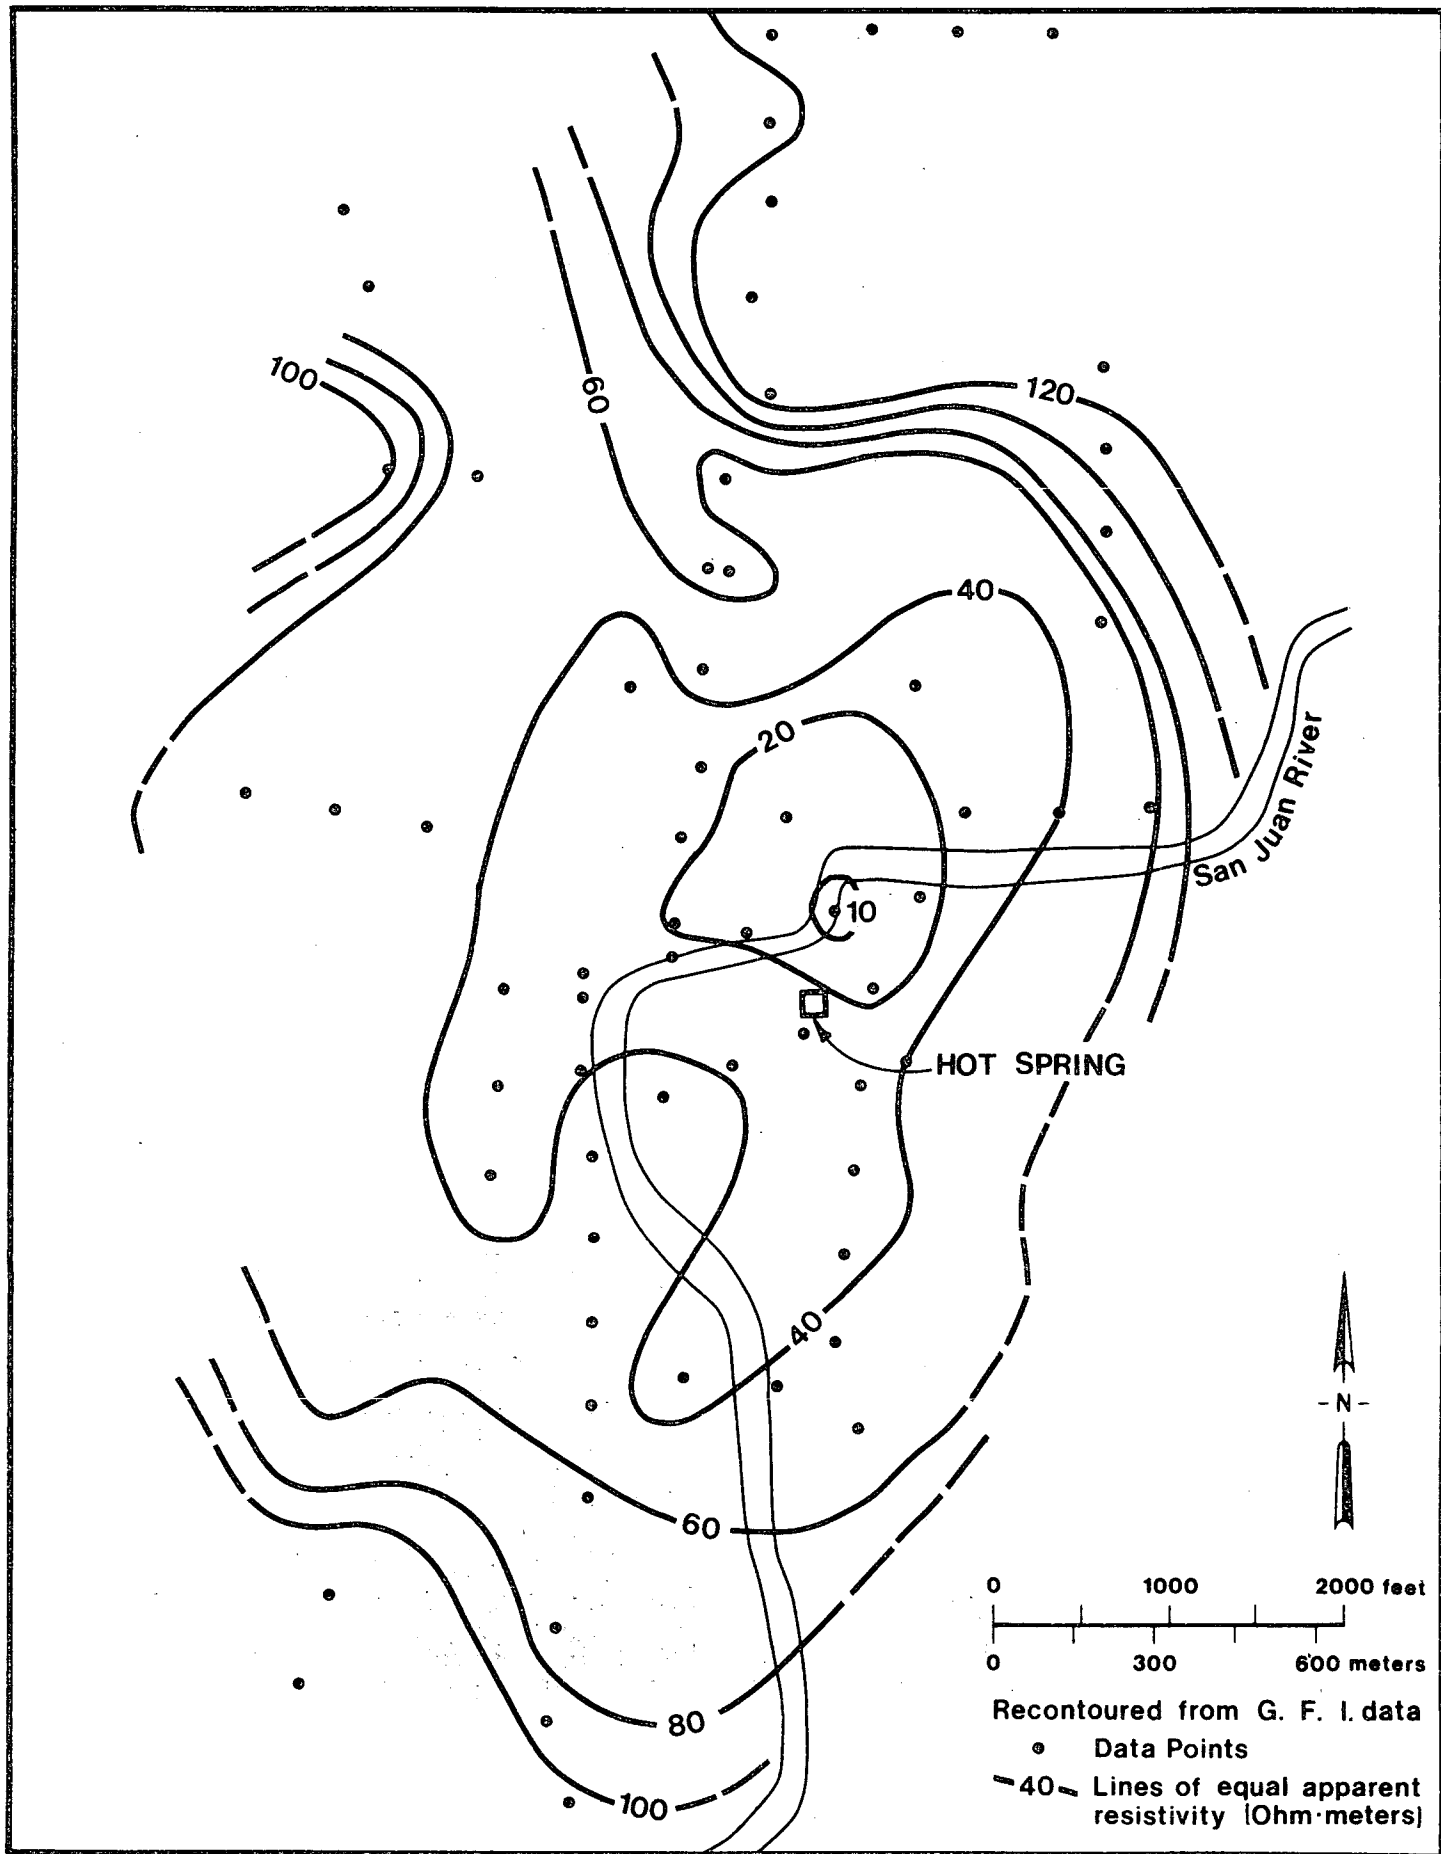 100
60
120
40
20
San Juan River
10
HOT SPRING
40
-N-
60
0 1000 2000 feet
0 300 600 meters
Recontoured from G. F. I. data
80
Data Points
40 Lines of equal apparent
resistivity (Ohm·meters)
100